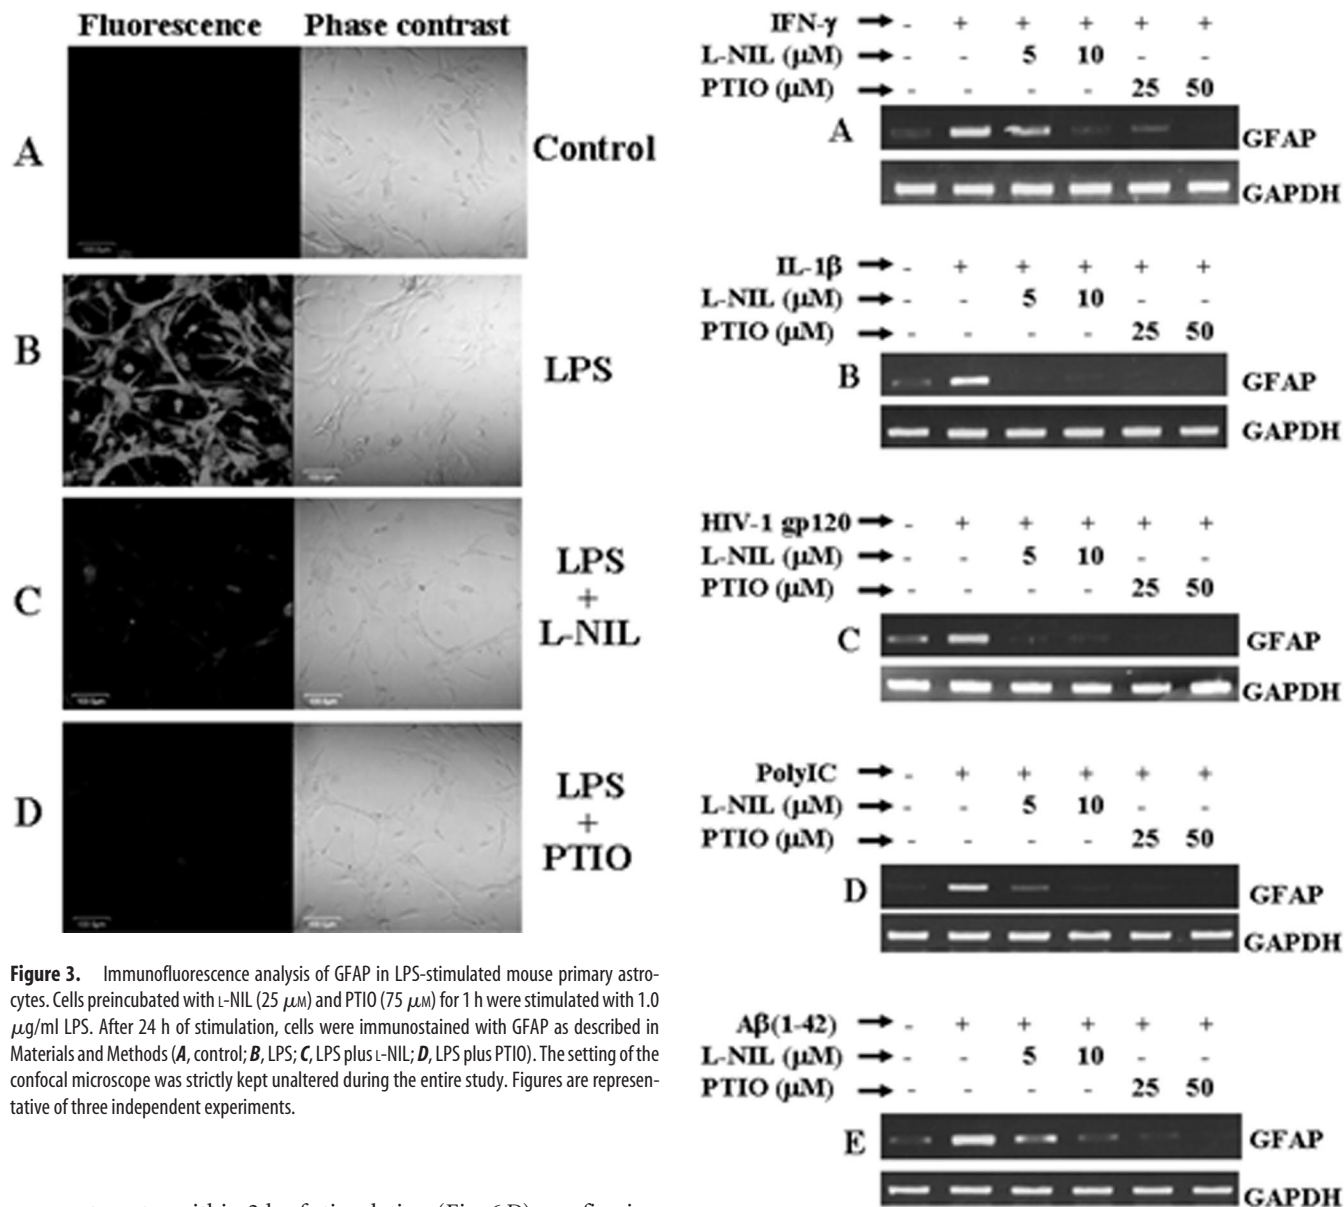 Fluorescence Phase contrast
A
Control
B
LPS
C
LPS
+
L-NIL
D
LPS
+
PTIO
Figure 3. Immunofluorescence analysis of GFAP in LPS-stimulated mouse primary astro-
cytes. Cells preincubated with L-NIL (25 μM) and PTIO (75 μM) for 1 h were stimulated with 1.0
μg/ml LPS. After 24 h of stimulation, cells were immunostained with GFAP as described in
Materials and Methods (A, control; B, LPS; C, LPS plus L-NIL; D, LPS plus PTIO). The setting of the
confocal microscope was strictly kept unaltered during the entire study. Figures are represen-
tative of three independent experiments.
IFN-γ → - + + + + +
L-NIL (μM) → - - 5 10 - -
PTIO (μM) → - - - - 25 50
A
GFAP
GAPDH
IL-1β → - + + + + +
L-NIL (μM) → - - 5 10 - -
PTIO (μM) → - - - - 25 50
B
GFAP
GAPDH
HIV-1 gp120 → - + + + + +
L-NIL (μM) → - - 5 10 - -
PTIO (μM) → - - - - 25 50
C
GFAP
GAPDH
PolyIC → - + + + + +
L-NIL (μM) → - - 5 10 - -
PTIO (μM) → - - - - 25 50
D
GFAP
GAPDH
Aβ(1-42) → - + + + + +
L-NIL (μM) → - - 5 10 - -
PTIO (μM) → - - - - 25 50
E
GFAP
GAPDH